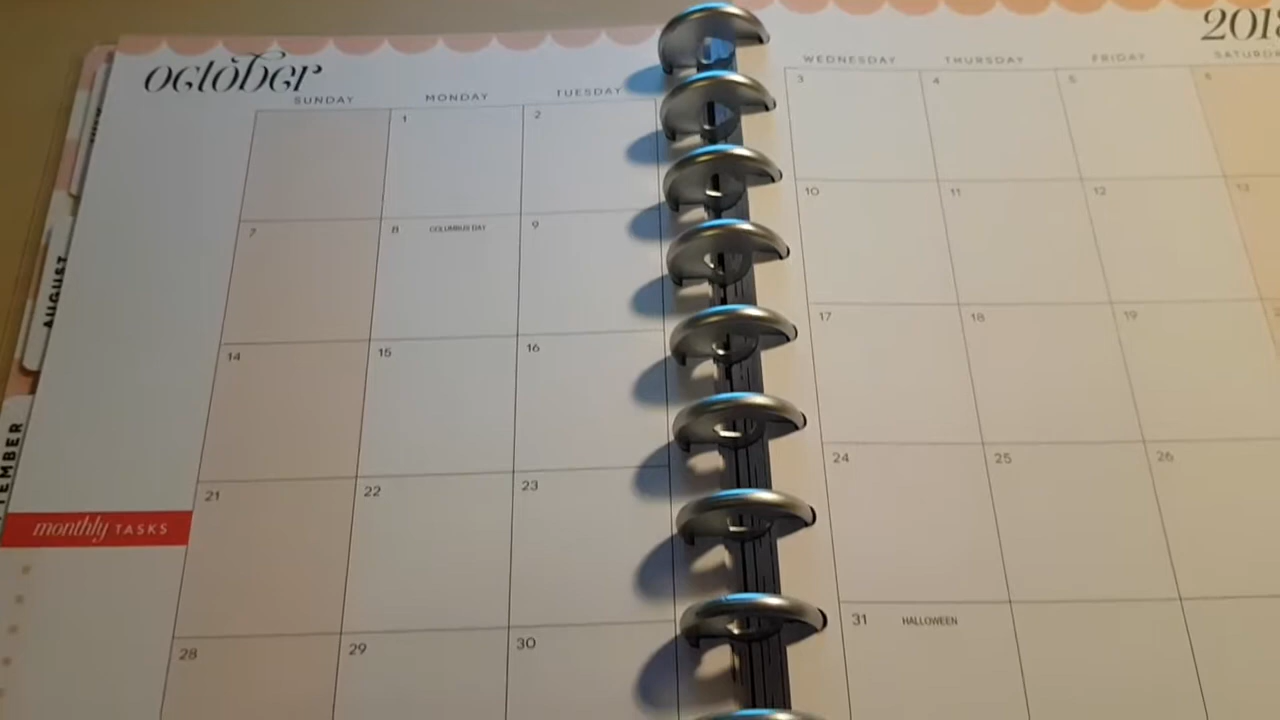 october
2018
SUNDAY MONDAY TUESDAY WEDNESDAY THURSDAY FRIDAY
1 2 3 4 5 6
7 8 COLUMBUS DAY 9 10 11 12 13
14 15 16 17 18 19
21 22 23 24 25 26
28 29 30 31 HALLOWEEN
AUGUST
TEMBER
monthly TASKS